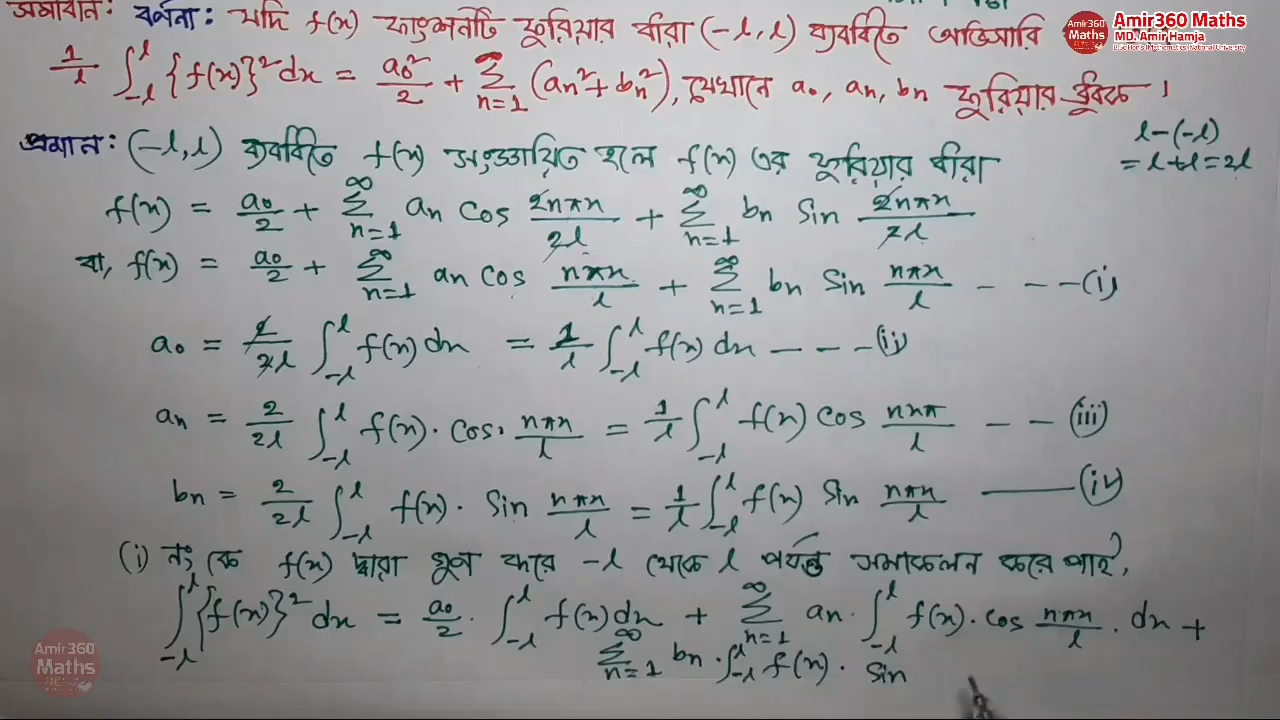 সমাধান: বর্ণনা: যদি f(x) ফাংশনটি ফুরিয়ার ধারা (-l, l) ব্যবধিতে অভিসারি
1/l ∫_{-l}^{l} {f(x)}² dx = a₀²/2 + Σ_{n=1} (aₙ² + bₙ²), যেখানে a₀, aₙ, bₙ ফুরিয়ার ধ্রুবক।
প্রমান: (-l, l) ব্যবধিতে f(x) সংজ্ঞায়িত হলে f(x) এর ফুরিয়ার ধারা
l-(-l)
= l+l = 2l
f(x) = a₀/2 + Σ_{n=1}^{∞} aₙ cos 2nπx/2l + Σ_{n=1}^{∞} bₙ Sin 2nπx/2l
বা, f(x) = a₀/2 + Σ_{n=1}^{∞} aₙ cos nπx/l + Σ_{n=1}^{∞} bₙ Sin nπx/l - - - -(i)
a₀ = 2/2l ∫_{-l}^{l} f(x) dx = 1/l ∫_{-l}^{l} f(x) dx - - - -(ii)
aₙ = 2/2l ∫_{-l}^{l} f(x) · cos · nπx/l = 1/l ∫_{-l}^{l} f(x) cos nxπ/l - - (iii)
bₙ = 2/2l ∫_{-l}^{l} f(x) · Sin nπx/l = 1/l ∫_{-l}^{l} f(x) Sin nπx/l —— (iv)
(i) নং কে f(x) দ্বারা গুণ করে -l থেকে l পর্যন্ত সমাকলন করে পাই,
∫_{-l}^{l} {f(x)}² dx = a₀/2 · ∫_{-l}^{l} f(x) dx + Σ_{n=1}^{∞} aₙ · ∫_{-l}^{l} f(x) · cos nπx/l · dx +
Σ_{n=1}^{∞} bₙ · ∫_{-l}^{l} f(x) · Sin
Amir360 Maths
MD. Amir Hamja
Amir360
Maths